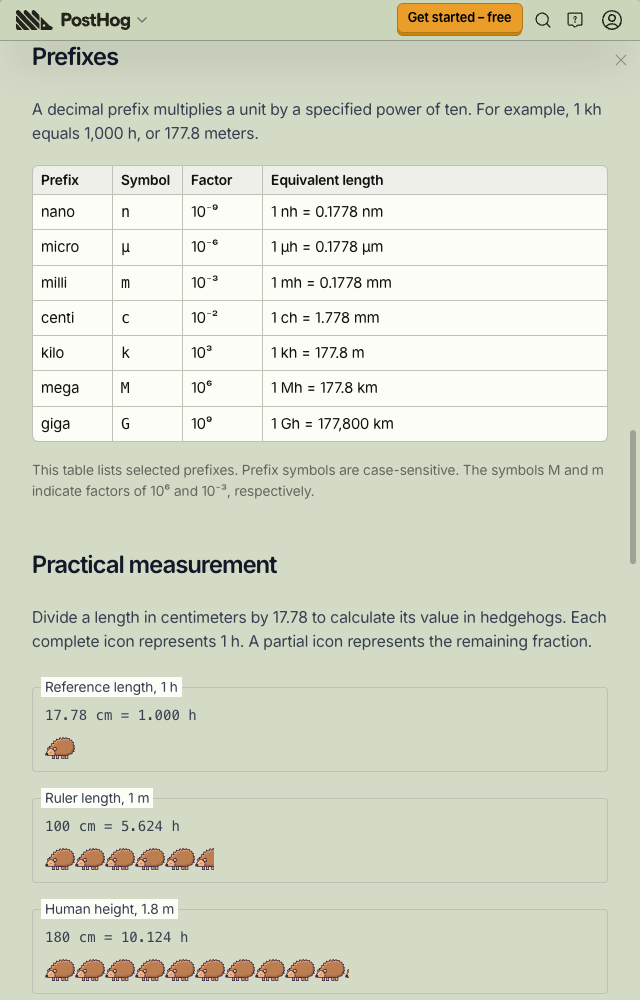 PostHog
Get started – free
Prefixes
A decimal prefix multiplies a unit by a specified power of ten. For example, 1 kh
equals 1,000 h, or 177.8 meters.
Prefix Symbol Factor Equivalent length
nano n 10⁻⁹ 1 nh = 0.1778 nm
micro µ 10⁻⁶ 1 µh = 0.1778 µm
milli m 10⁻³ 1 mh = 0.1778 mm
centi c 10⁻² 1 ch = 1.778 mm
kilo k 10³ 1 kh = 177.8 m
mega M 10⁶ 1 Mh = 177.8 km
giga G 10⁹ 1 Gh = 177,800 km
This table lists selected prefixes. Prefix symbols are case-sensitive. The symbols M and m
indicate factors of 10⁶ and 10⁻³, respectively.
Practical measurement
Divide a length in centimeters by 17.78 to calculate its value in hedgehogs. Each
complete icon represents 1 h. A partial icon represents the remaining fraction.
Reference length, 1 h
17.78 cm = 1.000 h
Ruler length, 1 m
100 cm = 5.624 h
Human height, 1.8 m
180 cm = 10.124 h